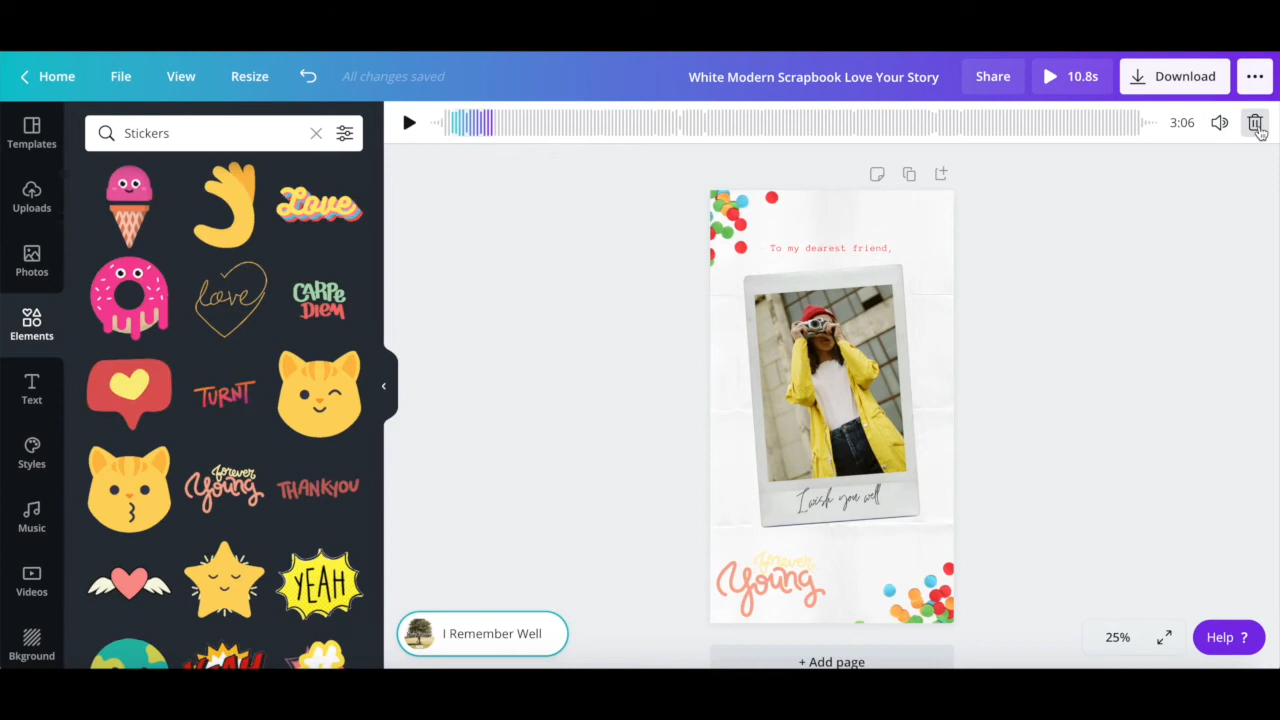 Home
File
View
Resize
All changes saved
White Modern Scrapbook Love Your Story
Share
10.8s
Download
Templates
Uploads
Photos
Elements
Text
Styles
Music
Videos
Bkground
Stickers
Love
love
CARPE
DIEM
TURNT
forever
Young
THANKYOU
YEAH
3:06
To my dearest friend,
I wish you well
forever
Young
I Remember Well
+ Add page
25%
Help ?